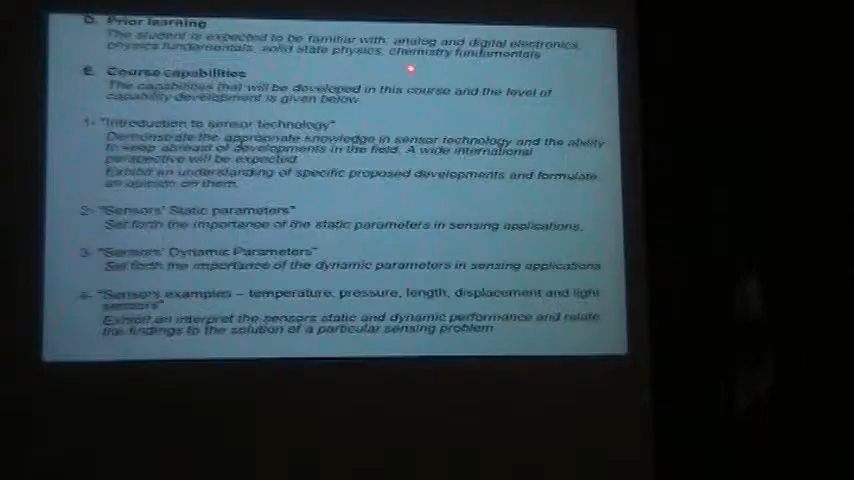 D. Prior learning
The student is expected to be familiar with: analog and digital electronics,
physics fundamentals, solid state physics, chemistry fundamentals
E. Course capabilities
The capabilities that will be developed in this course and the level of
capability development is given below
1- "Introduction to sensor technology"
Demonstrate the appropriate knowledge in sensor technology and the ability
to keep abreast of developments in the field. A wide international
perspective will be expected.
Exhibit an understanding of specific proposed developments and formulate
an opinion on them.
2- "Sensors' Static parameters"
Set forth the importance of the static parameters in sensing applications.
3- "Sensors' Dynamic Parameters"
Set forth the importance of the dynamic parameters in sensing applications
4- "Sensors examples – temperature, pressure, length, displacement and light
sensors"
Exhibit an interpret the sensors static and dynamic performance and relate
the findings to the solution of a particular sensing problem